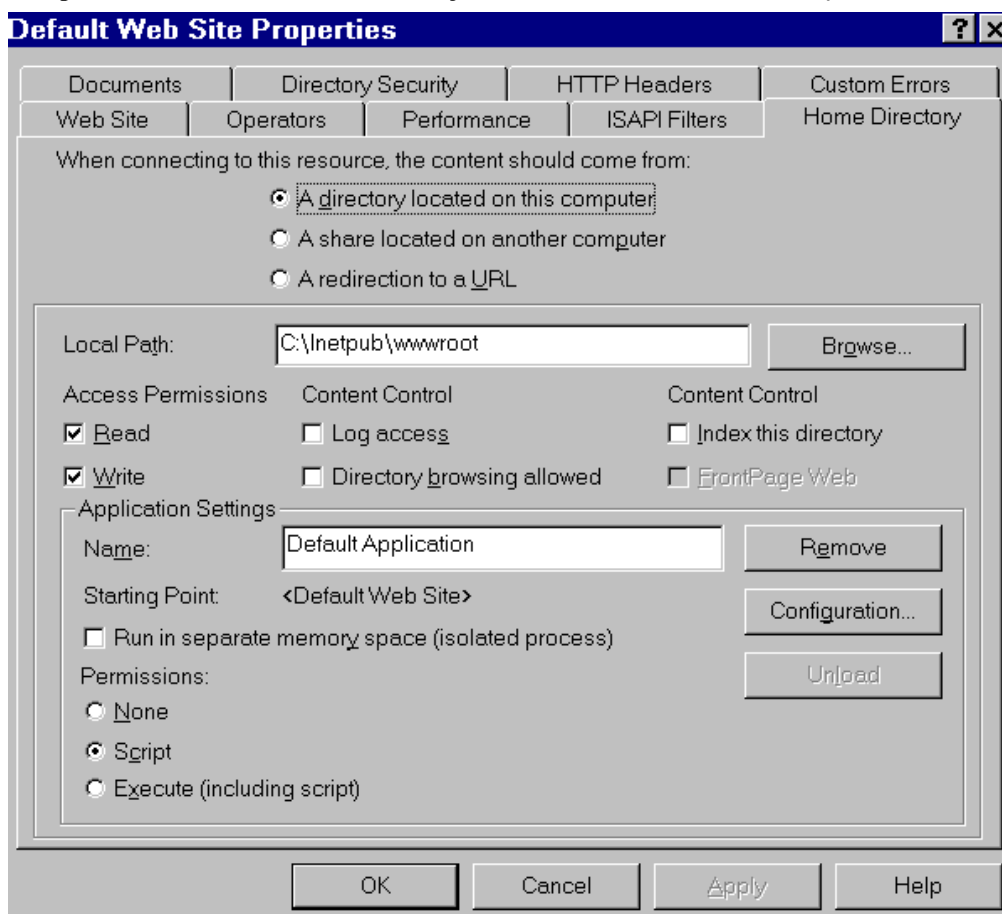 Default Web Site Properties
Documents Directory Security HTTP Headers Custom Errors
Web Site Operators Performance ISAPI Filters Home Directory
When connecting to this resource, the content should come from:
A directory located on this computer
A share located on another computer
A redirection to a URL
Local Path: C:\Inetpub\wwwroot Browse...
Access Permissions Content Control Content Control
Read Log access Index this directory
Write Directory browsing allowed FrontPage Web
Application Settings
Name: Default Application Remove
Starting Point: <Default Web Site>
Configuration...
Run in separate memory space (isolated process)
Permissions: Unload
None
Script
Execute (including script)
OK Cancel Apply Help